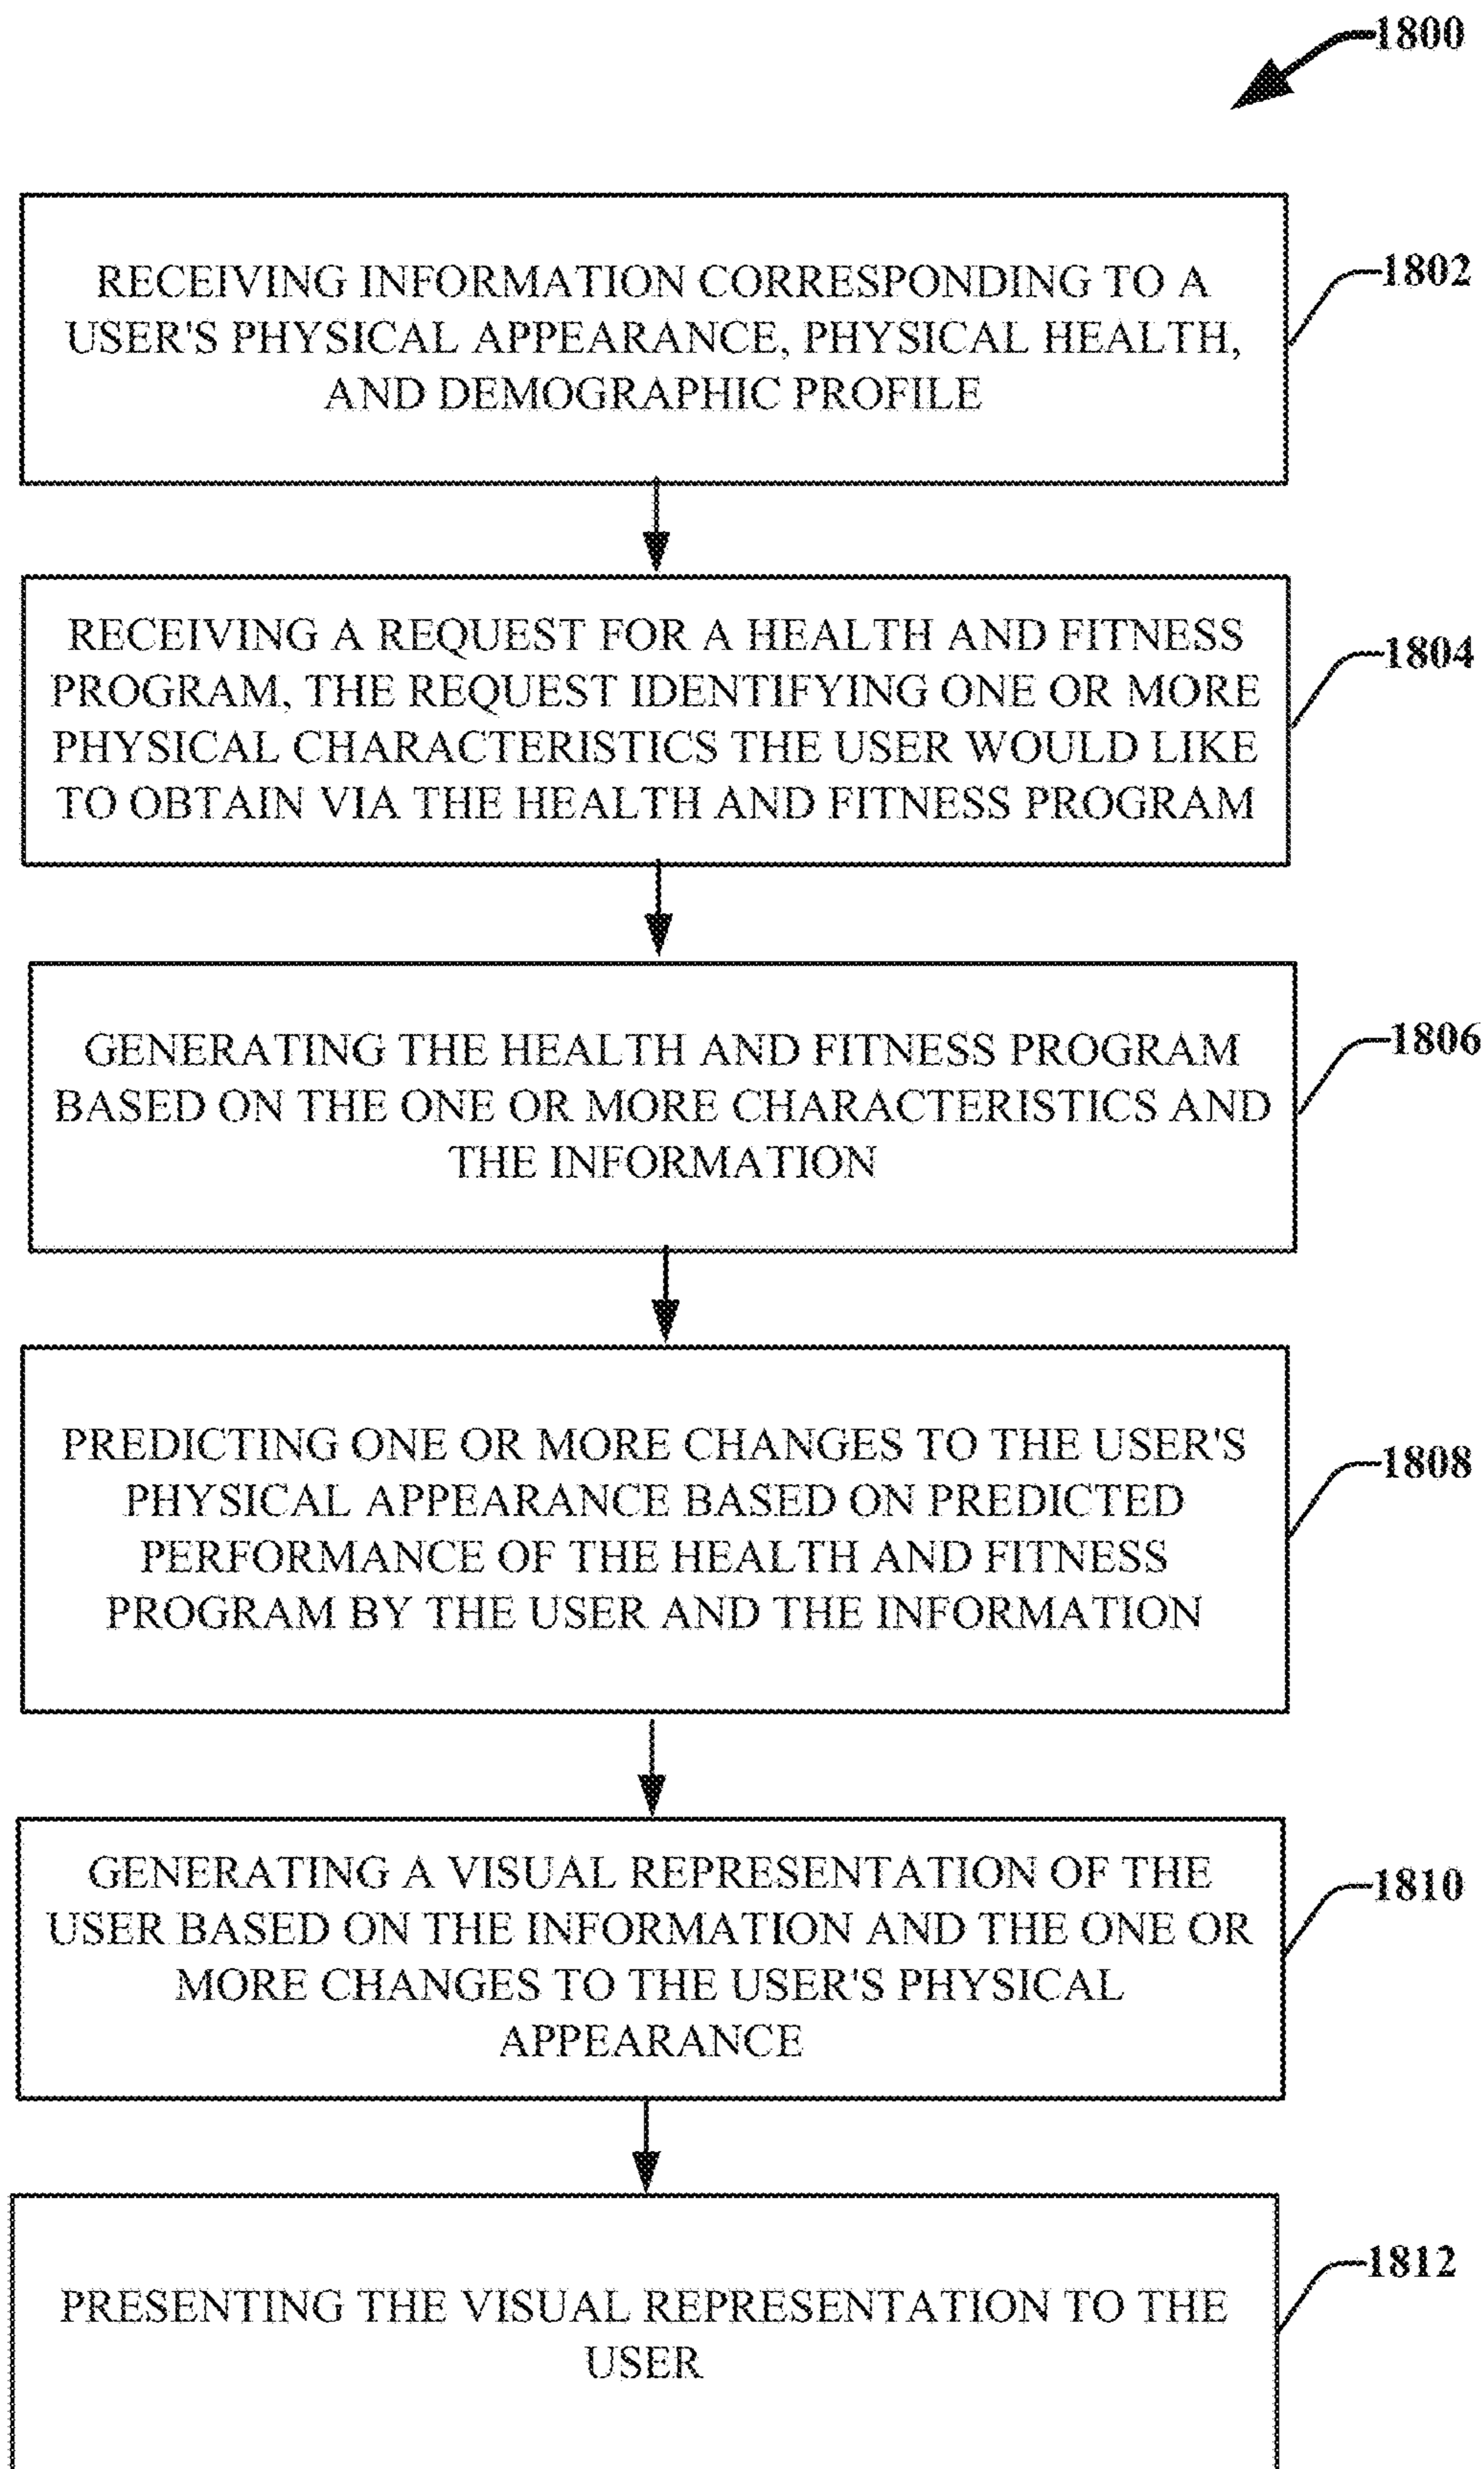 1800
RECEIVING INFORMATION CORRESPONDING TO A
USER'S PHYSICAL APPEARANCE, PHYSICAL HEALTH,
AND DEMOGRAPHIC PROFILE
1802
RECEIVING A REQUEST FOR A HEALTH AND FITNESS
PROGRAM, THE REQUEST IDENTIFYING ONE OR MORE
PHYSICAL CHARACTERISTICS THE USER WOULD LIKE
TO OBTAIN VIA THE HEALTH AND FITNESS PROGRAM
1804
GENERATING THE HEALTH AND FITNESS PROGRAM
BASED ON THE ONE OR MORE CHARACTERISTICS AND
THE INFORMATION
1806
PREDICTING ONE OR MORE CHANGES TO THE USER'S
PHYSICAL APPEARANCE BASED ON PREDICTED
PERFORMANCE OF THE HEALTH AND FITNESS
PROGRAM BY THE USER AND THE INFORMATION
1808
GENERATING A VISUAL REPRESENTATION OF THE
USER BASED ON THE INFORMATION AND THE ONE OR
MORE CHANGES TO THE USER'S PHYSICAL
APPEARANCE
1810
PRESENTING THE VISUAL REPRESENTATION TO THE
USER
1812